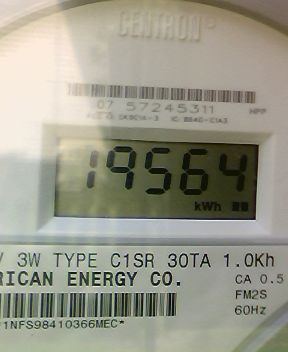 CENTRON®
07 57245311
19564
kWh
V 3W TYPE C1SR 30TA 1.0Kh
RICAN ENERGY CO.
CA 0.5
FM2S
60Hz
1NFS98410366MEC*